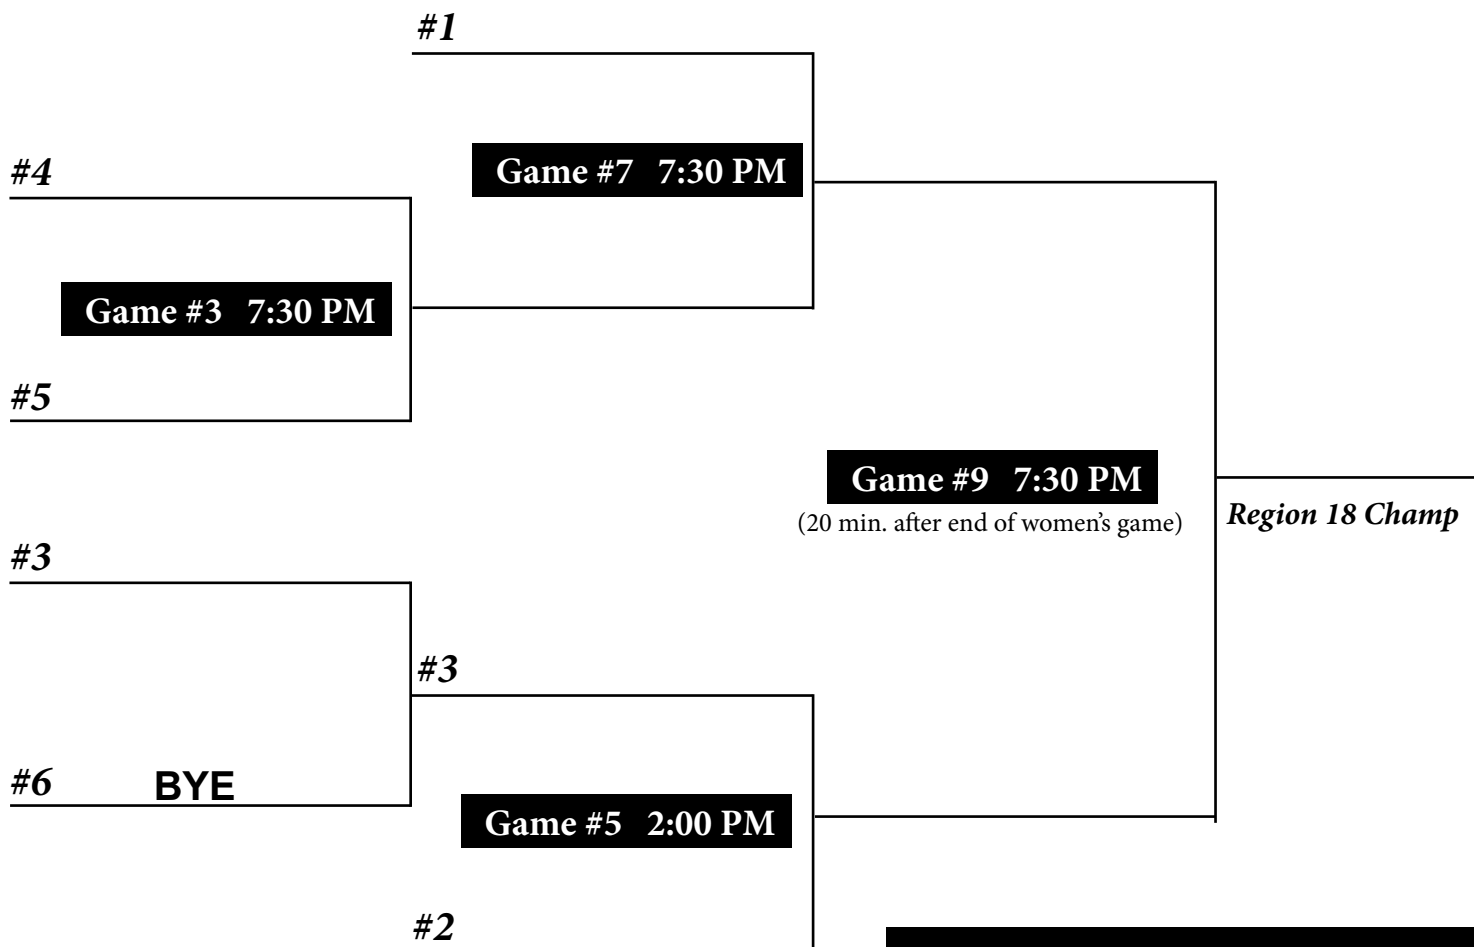 #1
#4
Game #7 7:30 PM
Game #3 7:30 PM
#5
Game #9 7:30 PM
(20 min. after end of women's game)
Region 18 Champ
#3
#3
#6 BYE
Game #5 2:00 PM
#2